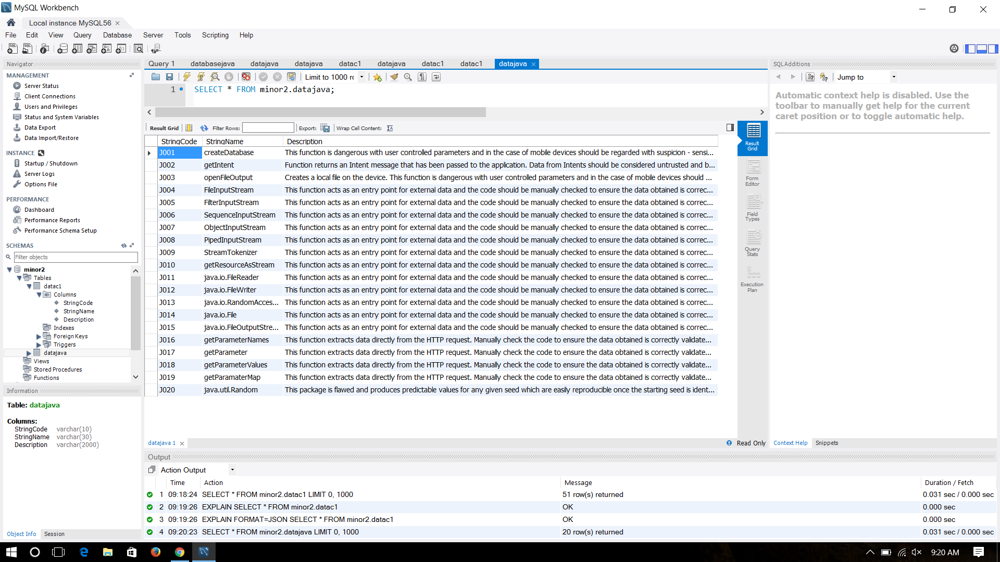 MySQL Workbench
Local instance MySQL56
File Edit View Query Database Server Tools Scripting Help
Navigator
MANAGEMENT
Server Status
Client Connections
Users and Privileges
Status and System Variables
Data Export
Data Import/Restore
INSTANCE
Startup / Shutdown
Server Logs
Options File
PERFORMANCE
Dashboard
Performance Reports
Performance Schema Setup
SCHEMAS
Filter objects
minor2
Tables
datac1
Columns
StringCode
StringName
Description
Indexes
Foreign Keys
Triggers
datajava
Views
Stored Procedures
Functions
Information
Table: datajava
Columns:
StringCode varchar(10)
StringName varchar(30)
Description varchar(2000)
Object Info Session
Query 1 databasejava datajava datajava datac1 datajava datac1 datac1 datajava
Limit to 1000 rc
1 SELECT * FROM minor2.datajava;
Result Grid Filter Rows: Export: Wrap Cell Content:
StringCode StringName Description
J001 createDatabase This function is dangerous with user controlled parameters and in the case of mobile devices should be regarded with suspicion - sensi...
J002 getIntent Function returns an Intent message that has been passed to the application. Data from Intents should be considered untrusted and b...
J003 openFileOutput Creates a local file on the device. This function is dangerous with user controlled parameters and in the case of mobile devices should ...
J004 FileInputStream This function acts as an entry point for external data and the code should be manually checked to ensure the data obtained is correc...
J005 FilterInputStream This function acts as an entry point for external data and the code should be manually checked to ensure the data obtained is correc...
J006 SequenceInputStream This function acts as an entry point for external data and the code should be manually checked to ensure the data obtained is correc...
J007 ObjectInputStream This function acts as an entry point for external data and the code should be manually checked to ensure the data obtained is correc...
J008 PipedInputStream This function acts as an entry point for external data and the code should be manually checked to ensure the data obtained is correc...
J009 StreamTokenizer This function acts as an entry point for external data and the code should be manually checked to ensure the data obtained is correc...
J010 getResourceAsStream This function acts as an entry point for external data and the code should be manually checked to ensure the data obtained is correc...
J011 java.io.FileReader This function acts as an entry point for external data and the code should be manually checked to ensure the data obtained is correc...
J012 java.io.FileWriter This function acts as an entry point for external data and the code should be manually checked to ensure the data obtained is correc...
J013 java.io.RandomAcces... This function acts as an entry point for external data and the code should be manually checked to ensure the data obtained is correc...
J014 java.io.File This function acts as an entry point for external data and the code should be manually checked to ensure the data obtained is correc...
J015 java.io.FileOutputStre... This function acts as an entry point for external data and the code should be manually checked to ensure the data obtained is correc...
J016 getParameterNames This function extracts data directly from the HTTP request. Manually check the code to ensure the data obtained is correctly validate...
J017 getParameter This function extracts data directly from the HTTP request. Manually check the code to ensure the data obtained is correctly validate...
J018 getParameterValues This function extracts data directly from the HTTP request. Manually check the code to ensure the data obtained is correctly validate...
J019 getParamaterMap This function extracts data directly from the HTTP request. Manually check the code to ensure the data obtained is correctly validate...
J020 java.util.Random This package is flawed and produces predictable values for any given seed which are easily reproducible once the starting seed is ident...
Result
Grid
Form
Editor
Field
Types
Query
Stats
Execution
Plan
datajava 1
Read Only
SQLAdditions
Jump to
Automatic context help is disabled. Use the
toolbar to manually get help for the current
caret position or to toggle automatic help.
Context Help Snippets
Output
Action Output
Time Action Message Duration / Fetch
1 09:18:24 SELECT * FROM minor2.datac1 LIMIT 0, 1000 51 row(s) returned 0.031 sec / 0.000 sec
2 09:19:26 EXPLAIN SELECT * FROM minor2.datac1 OK 0.000 sec
3 09:19:26 EXPLAIN FORMAT=JSON SELECT * FROM minor2.datac1 OK 0.000 sec
4 09:20:23 SELECT * FROM minor2.datajava LIMIT 0, 1000 20 row(s) returned 0.031 sec / 0.000 sec
9:20 AM